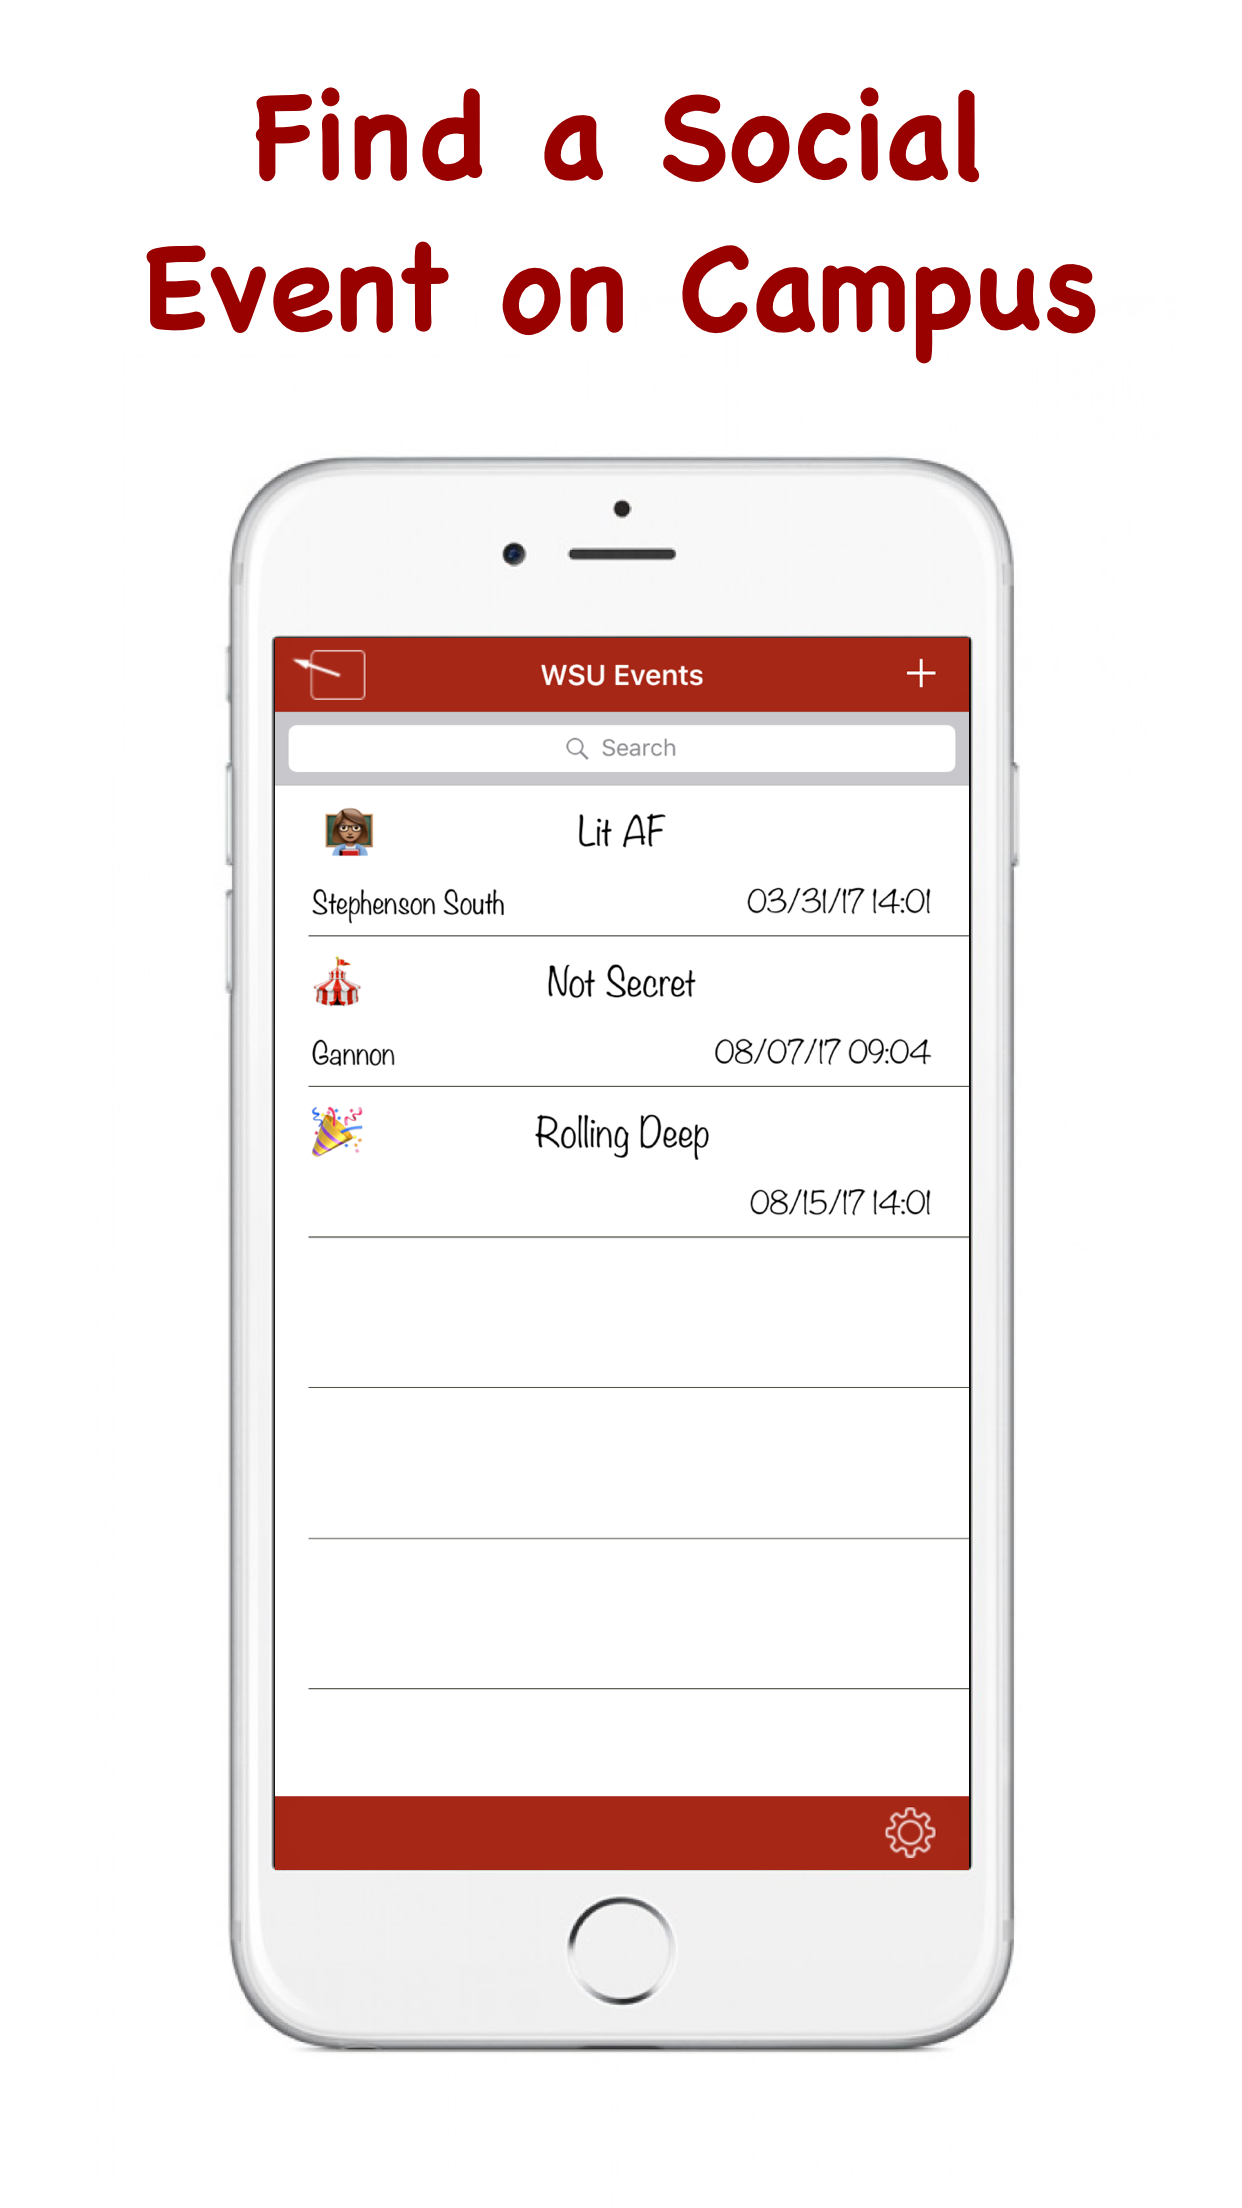 Find a Social
Event on Campus
WSU Events
Search
Lit AF
Stephenson South 03/31/17 14:01
Not Secret
Gannon 08/07/17 09:04
Rolling Deep
08/15/17 14:01